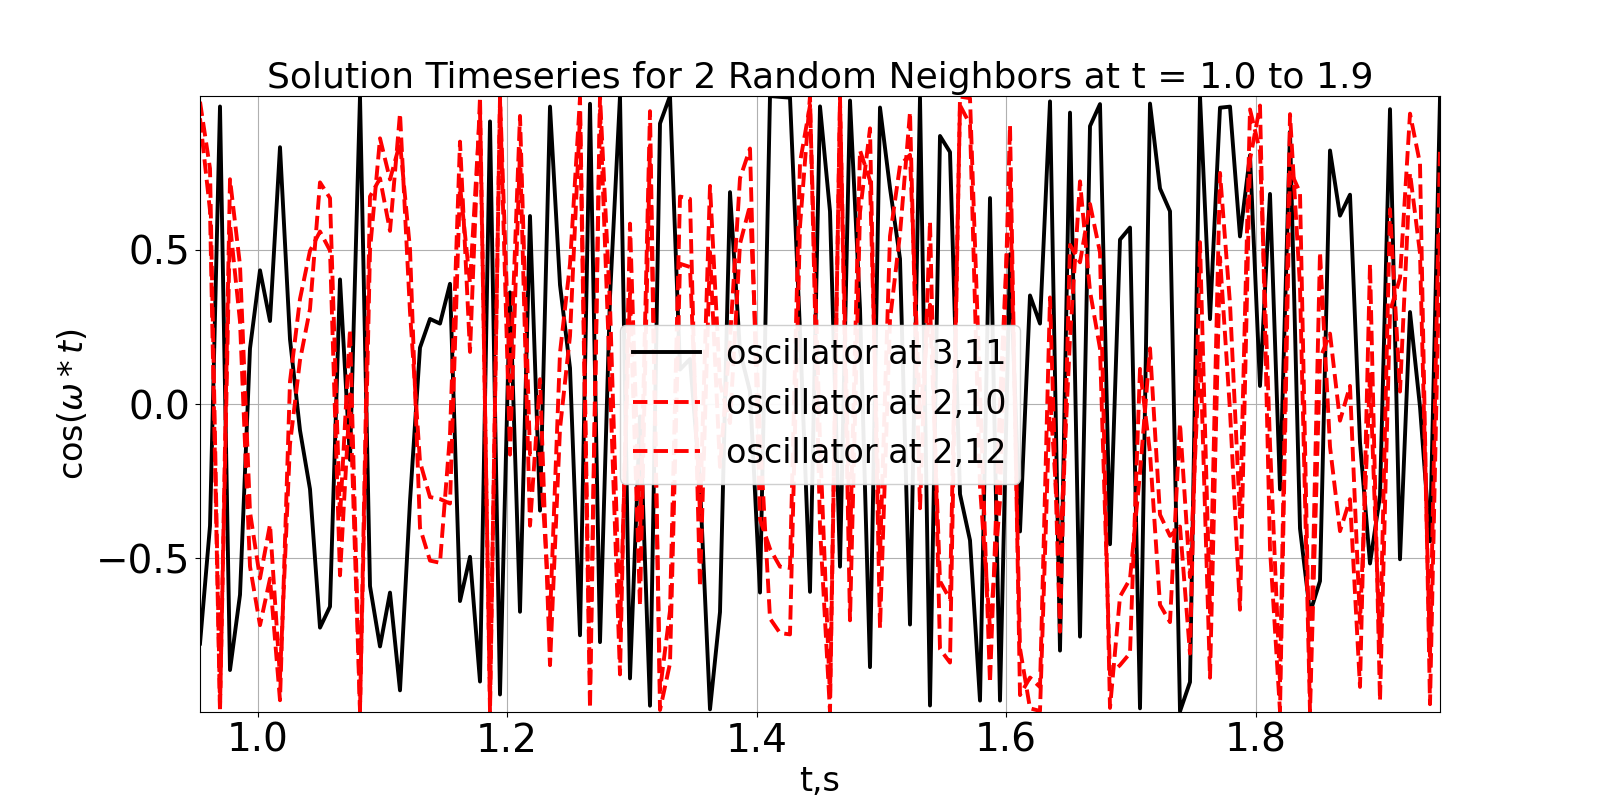 Solution Timeseries for 2 Random Neighbors at t = 1.0 to 1.9
cos(ω * t)
0.5
0.0
−0.5
oscillator at 3,11
oscillator at 2,10
oscillator at 2,12
1.0 1.2 1.4 1.6 1.8
t,s